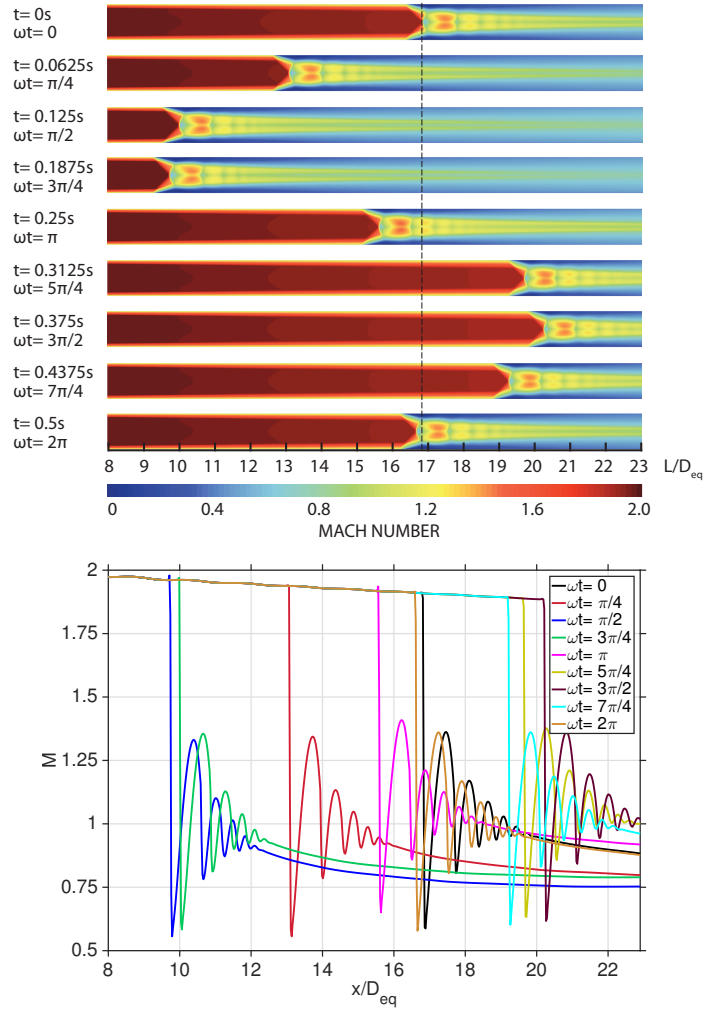 t= 0s
ωt= 0
t= 0.0625s
ωt= π/4
t= 0.125s
ωt= π/2
t= 0.1875s
ωt= 3π/4
t= 0.25s
ωt= π
t= 0.3125s
ωt= 5π/4
t= 0.375s
ωt= 3π/2
t= 0.4375s
ωt= 7π/4
t= 0.5s
ωt= 2π
8 9 10 11 12 13 14 15 16 17 18 19 20 21 22 23 L/Deq
0 0.4 0.8 1.2 1.6 2.0
MACH NUMBER
2
1.75
1.5
1.25
1
0.75
0.5
M
ωt= 0
ωt= π/4
ωt= π/2
ωt= 3π/4
ωt= π
ωt= 5π/4
ωt= 3π/2
ωt= 7π/4
ωt= 2π
8 10 12 14 16 18 20 22
x/Deq